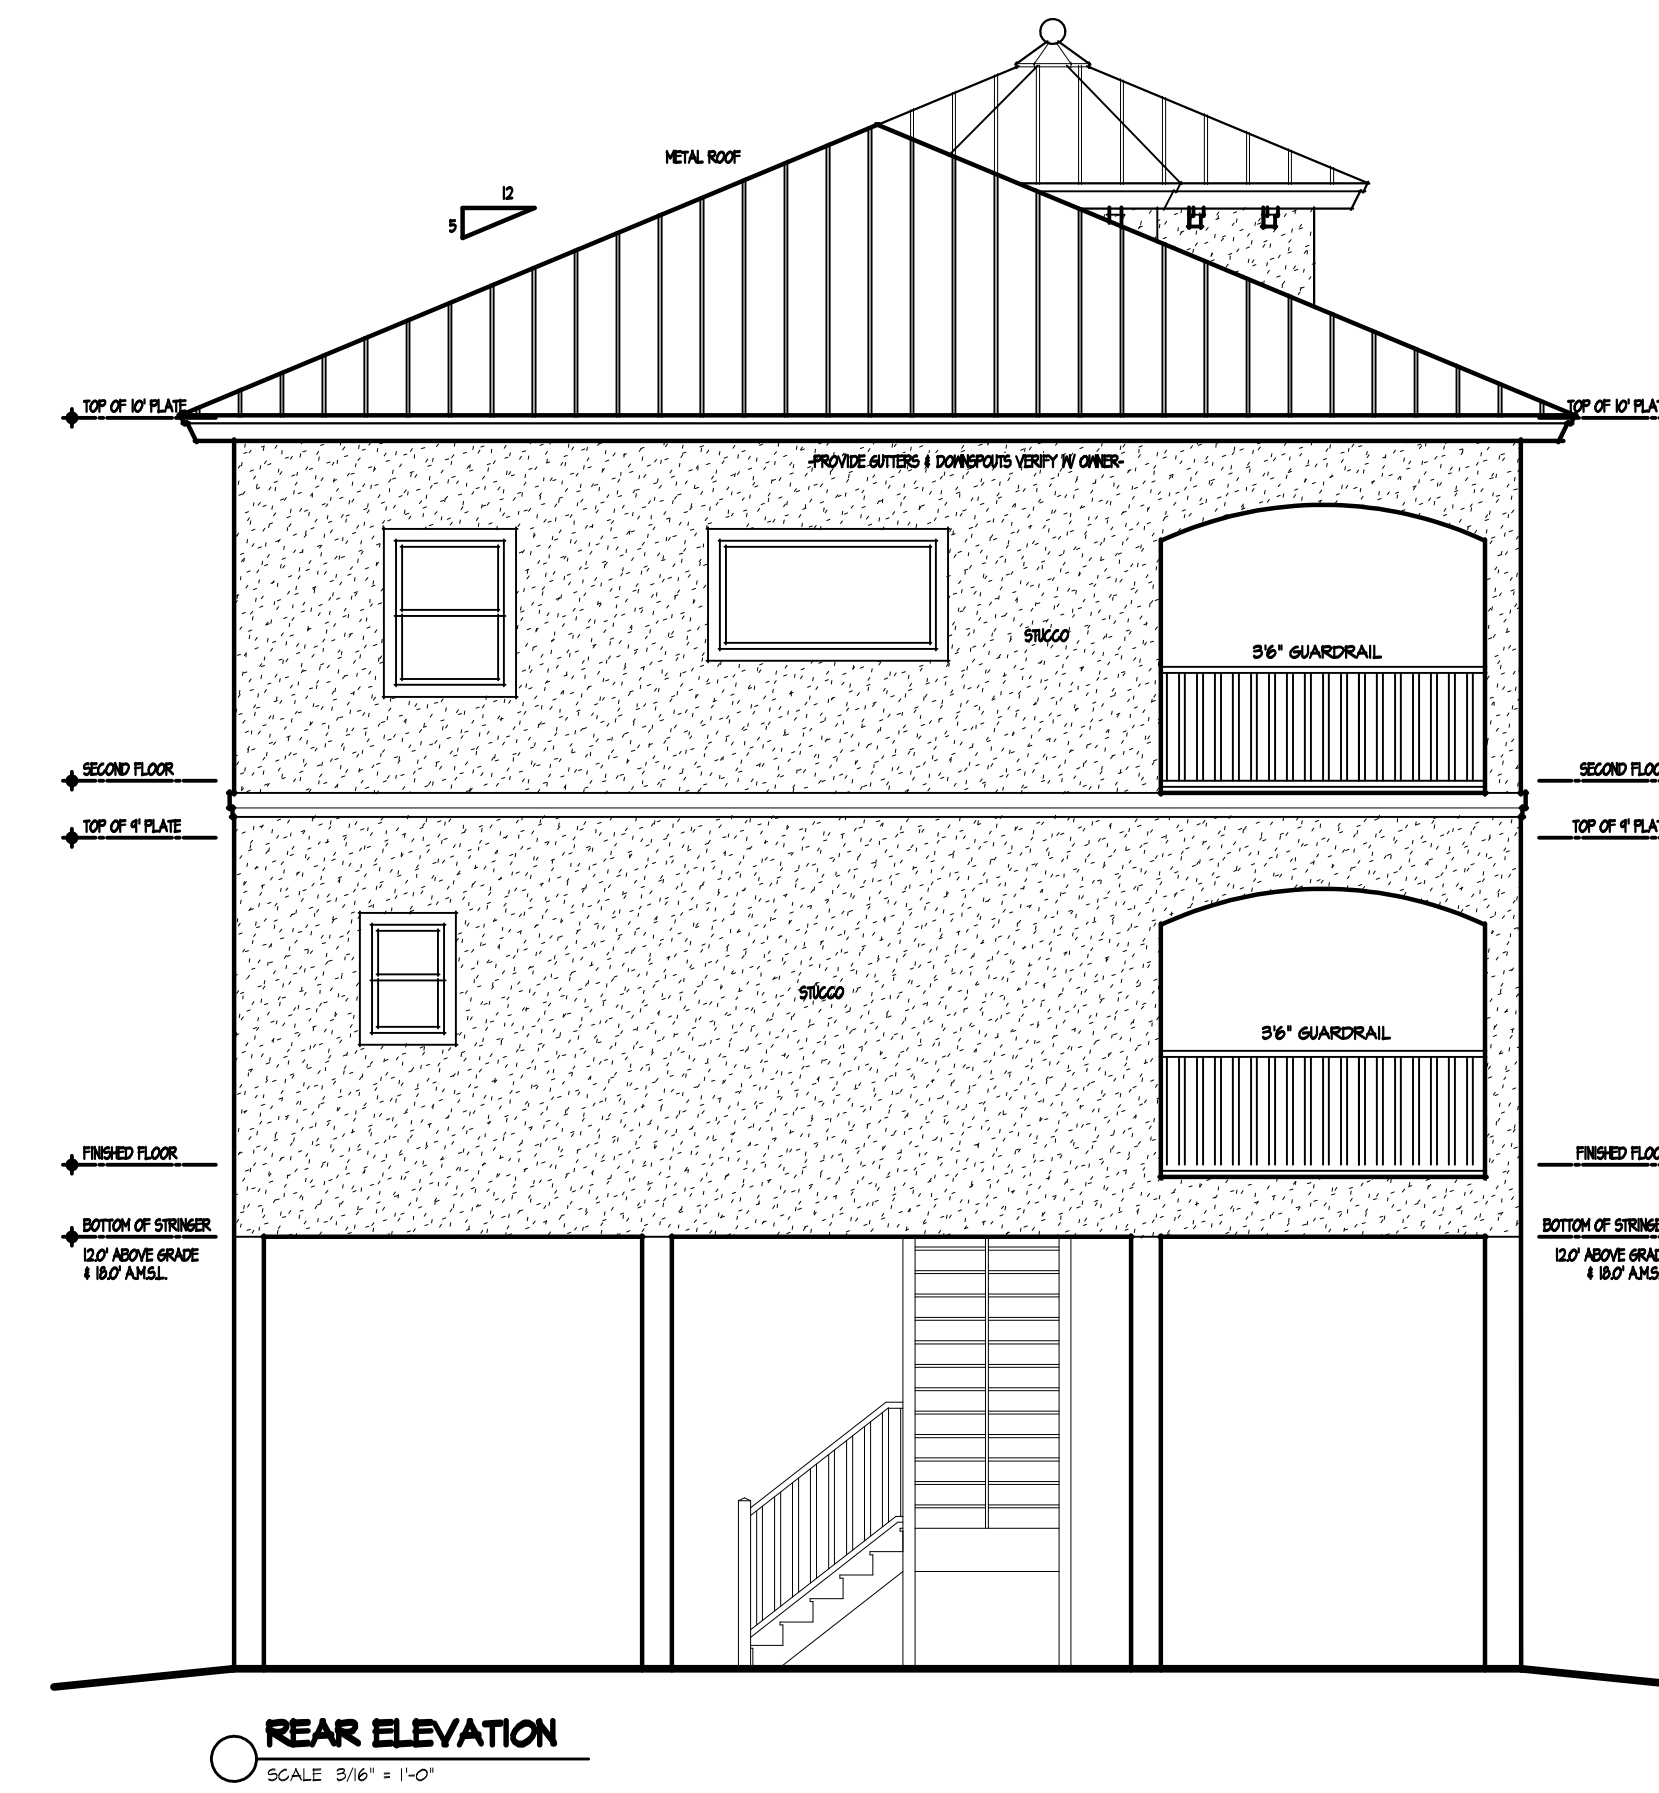 METAL ROOF
12
5
TOP OF 10' PLATE
TOP OF 10' PLAT
-PROVIDE GUTTERS & DOWNSPOUTS VERIFY W/ OWNER-
STUCCO
3'6" GUARDRAIL
SECOND FLOOR
SECOND FLOO
TOP OF 9' PLATE
TOP OF 9' PLAT
STUCCO
3'6" GUARDRAIL
FINISHED FLOOR
FINISHED FLOO
BOTTOM OF STRINGER
BOTTOM OF STRINGE
12.0' ABOVE GRADE
& 18.0' A.M.S.L.
12.0' ABOVE GRAD
& 18.0' A.M.S
REAR ELEVATION
SCALE 3/16" = 1'-0"